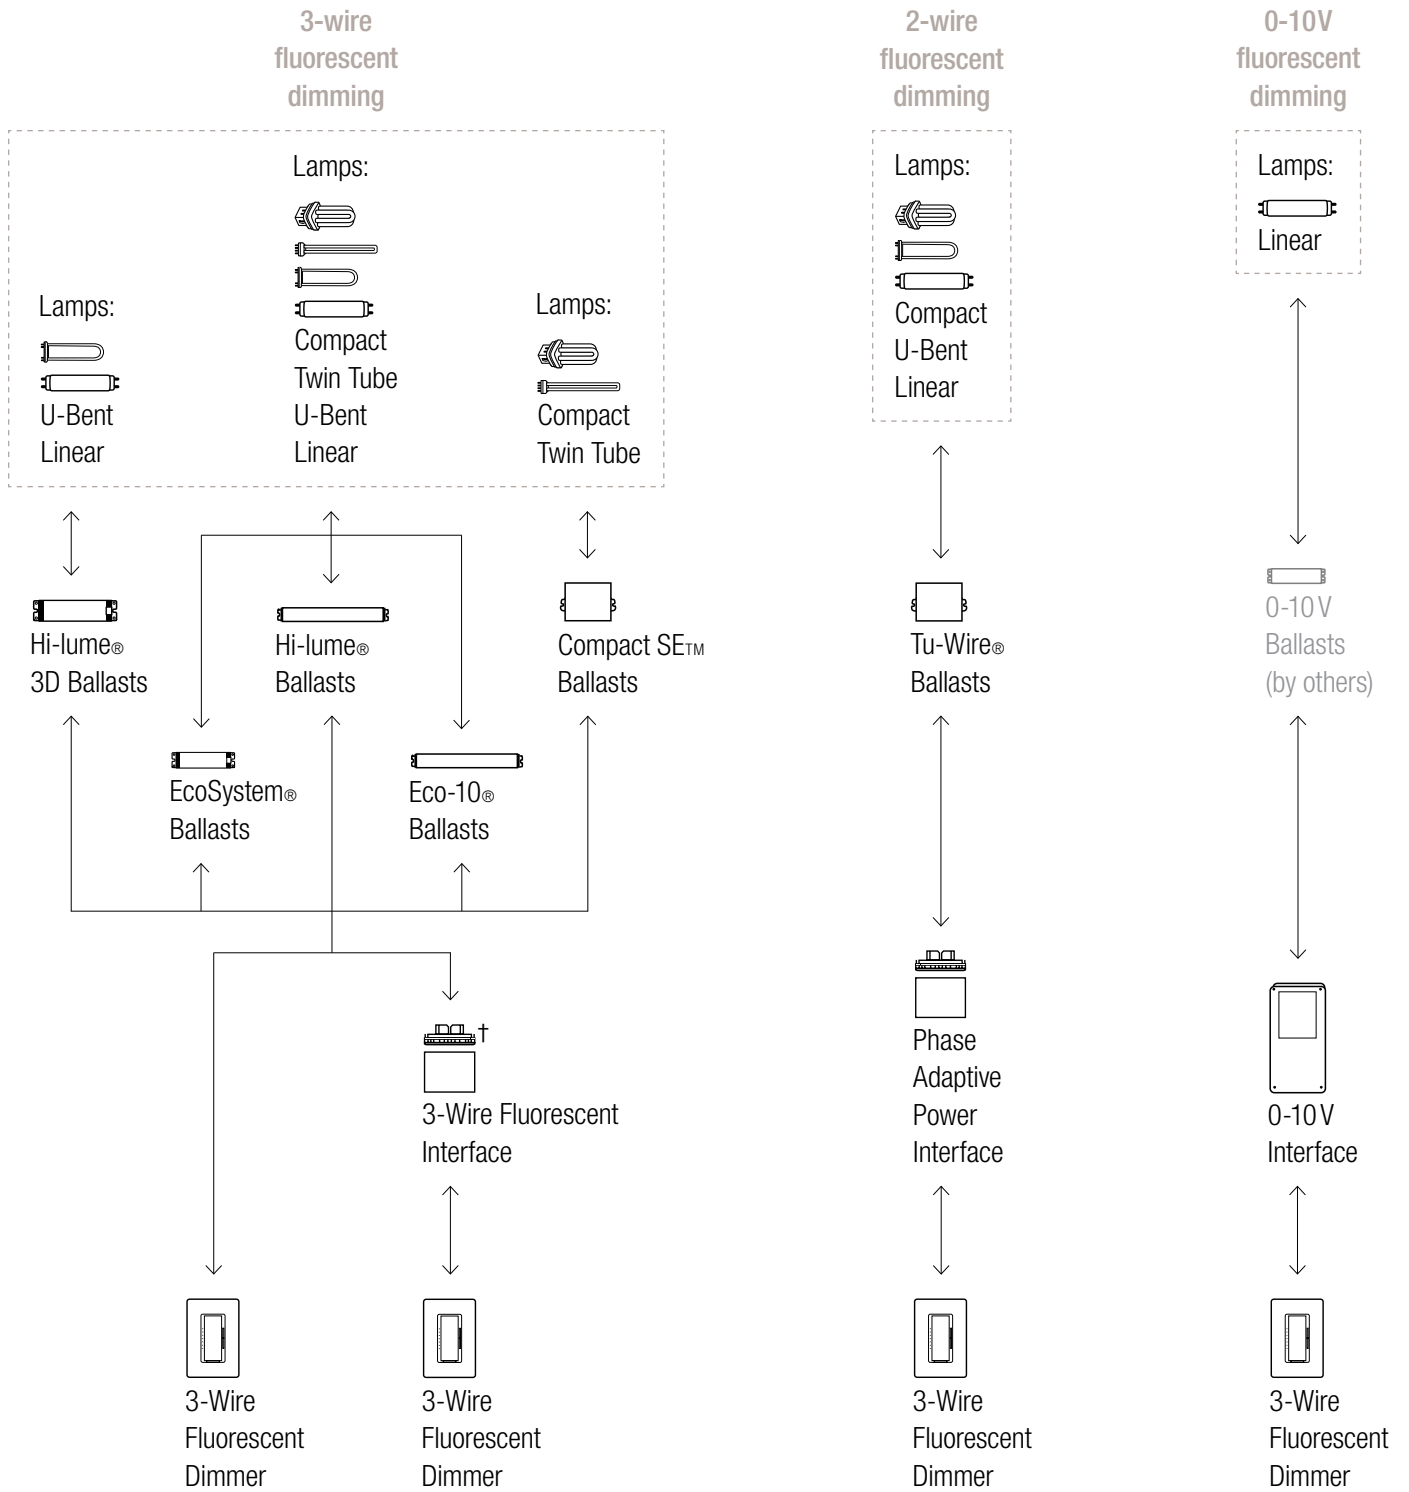 3-wire
fluorescent
dimming
2-wire
fluorescent
dimming
0-10V
fluorescent
dimming
Lamps:
U-Bent
Linear
Lamps:
Compact
Twin Tube
U-Bent
Linear
Lamps:
Compact
Twin Tube
Lamps:
Compact
U-Bent
Linear
Lamps:
Linear
Hi-lume®
3D Ballasts
Hi-lume®
Ballasts
Compact SE™
Ballasts
EcoSystem®
Ballasts
Eco-10®
Ballasts
Tu-Wire®
Ballasts
0-10 V
Ballasts
(by others)
†
3-Wire Fluorescent
Interface
Phase
Adaptive
Power
Interface
0-10 V
Interface
3-Wire
Fluorescent
Dimmer
3-Wire
Fluorescent
Dimmer
3-Wire
Fluorescent
Dimmer
3-Wire
Fluorescent
Dimmer